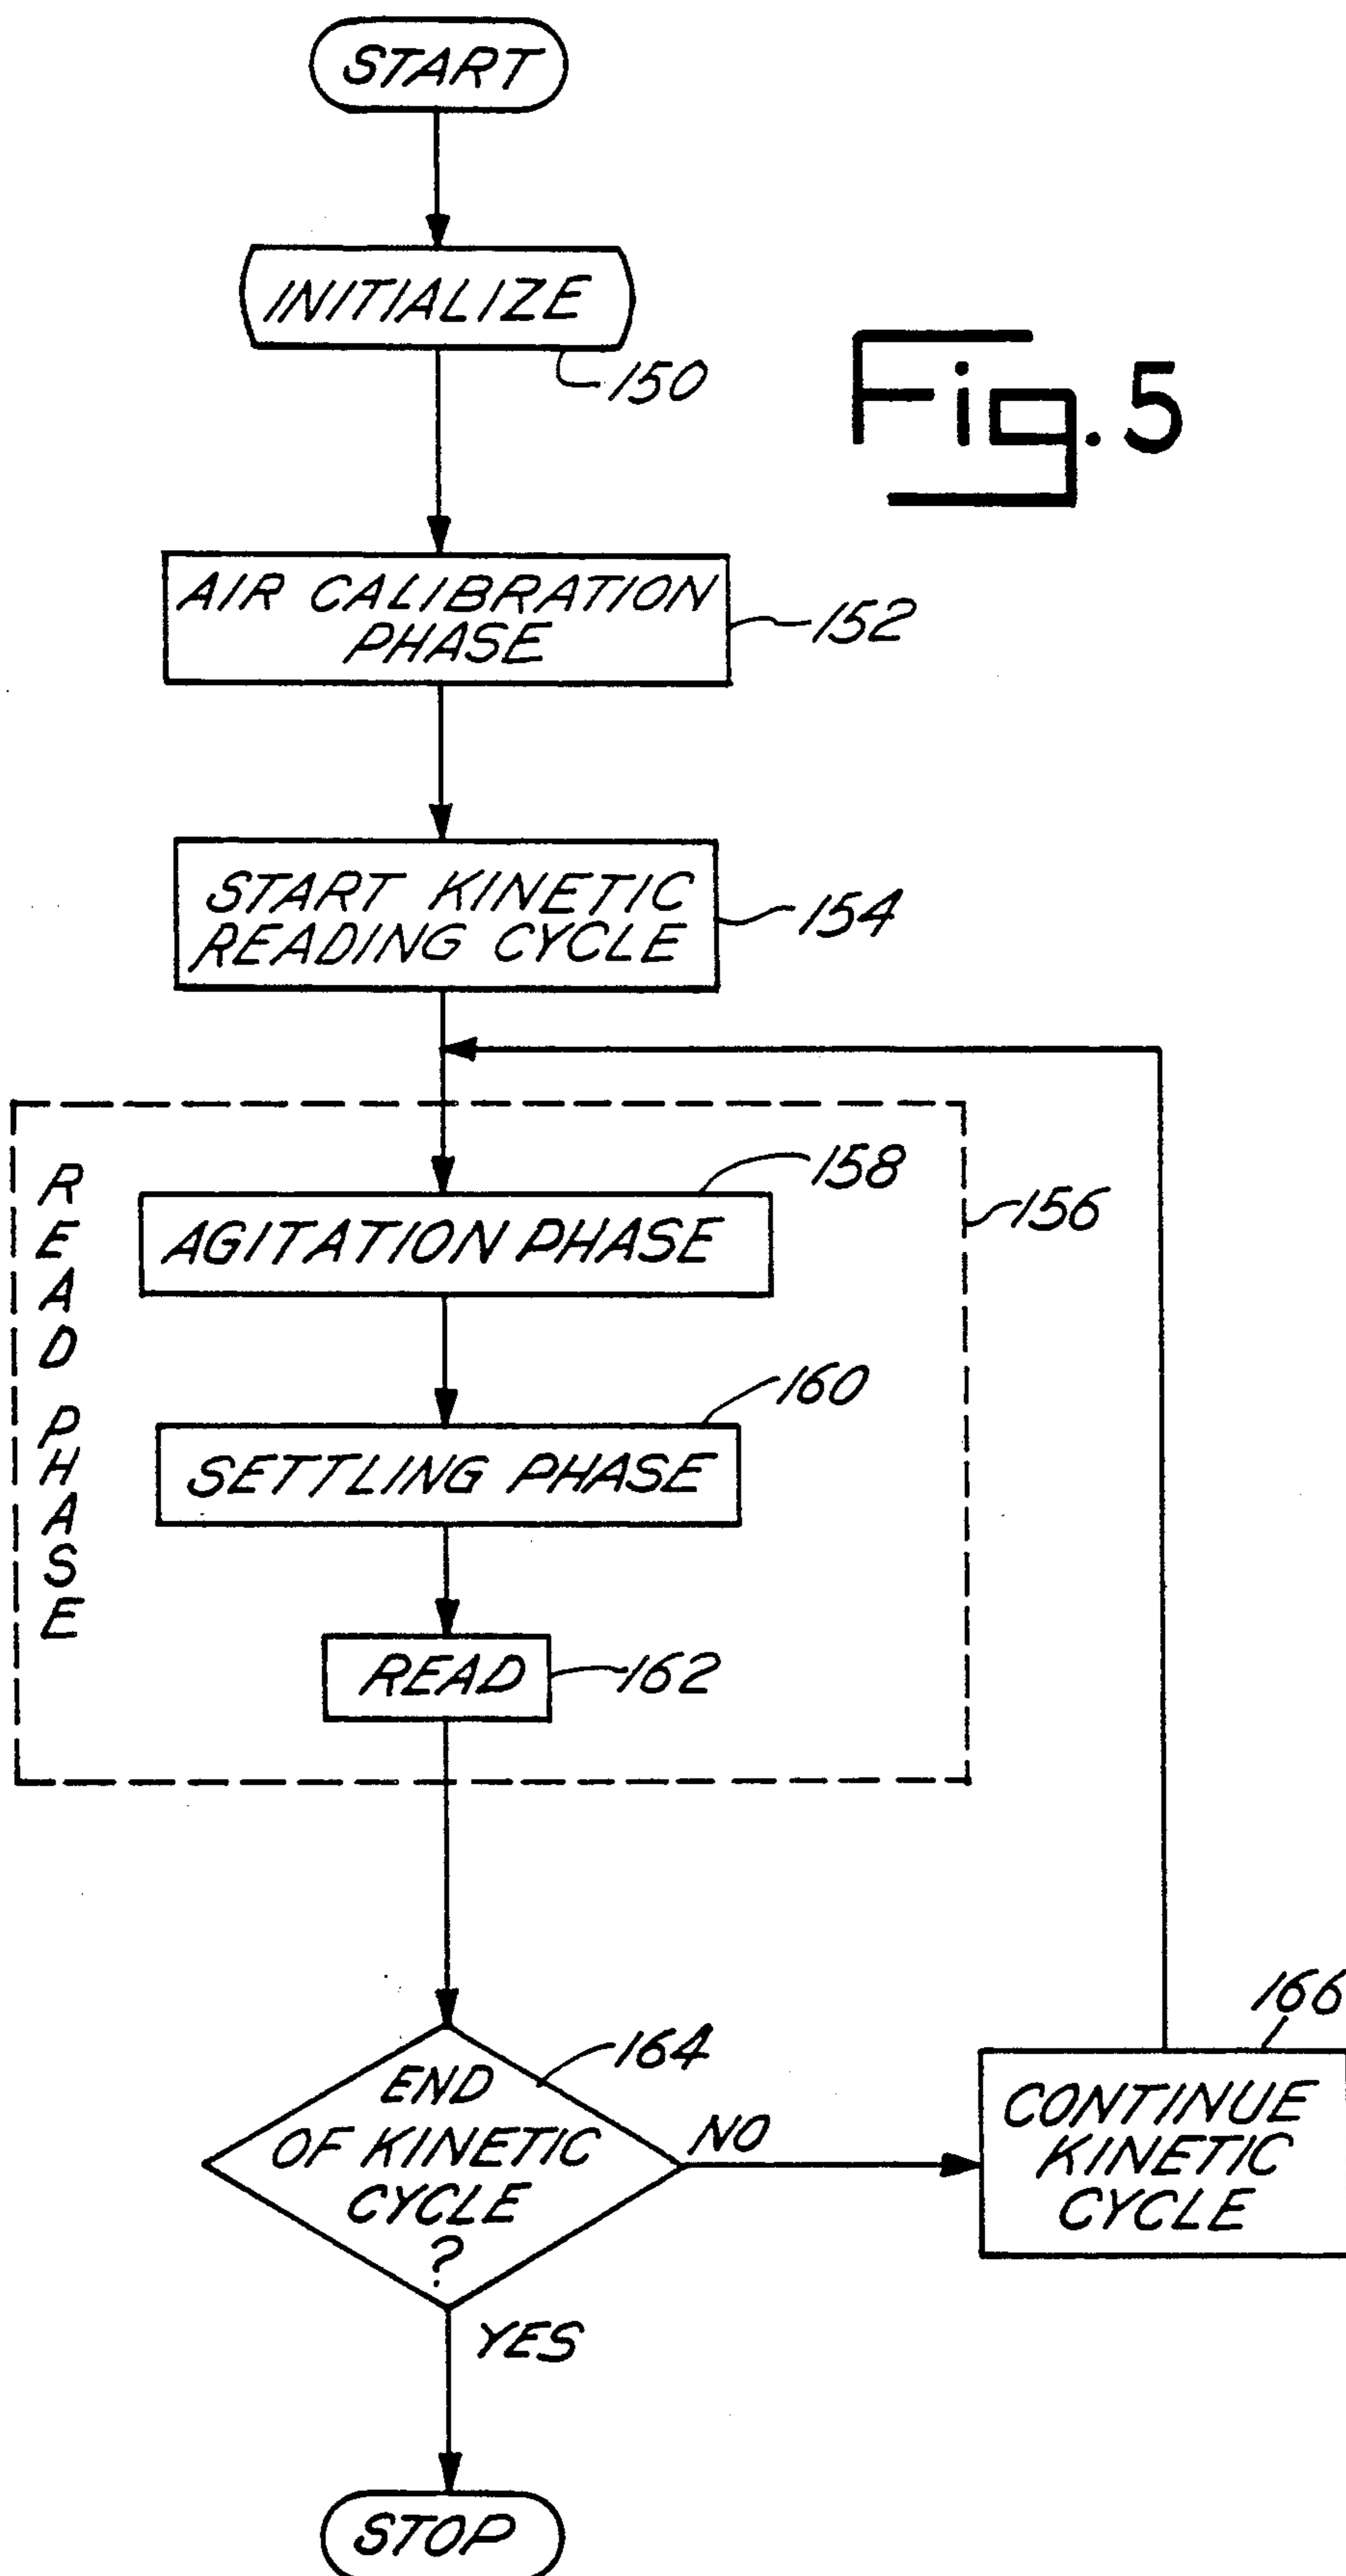 START
INITIALIZE
150
Fig. 5
AIR CALIBRATION
PHASE
152
START KINETIC
READING CYCLE
154
READ PHASE
158
AGITATION PHASE
156
160
SETTLING PHASE
READ
162
164
END
OF KINETIC
CYCLE
?
NO
166
CONTINUE
KINETIC
CYCLE
YES
STOP